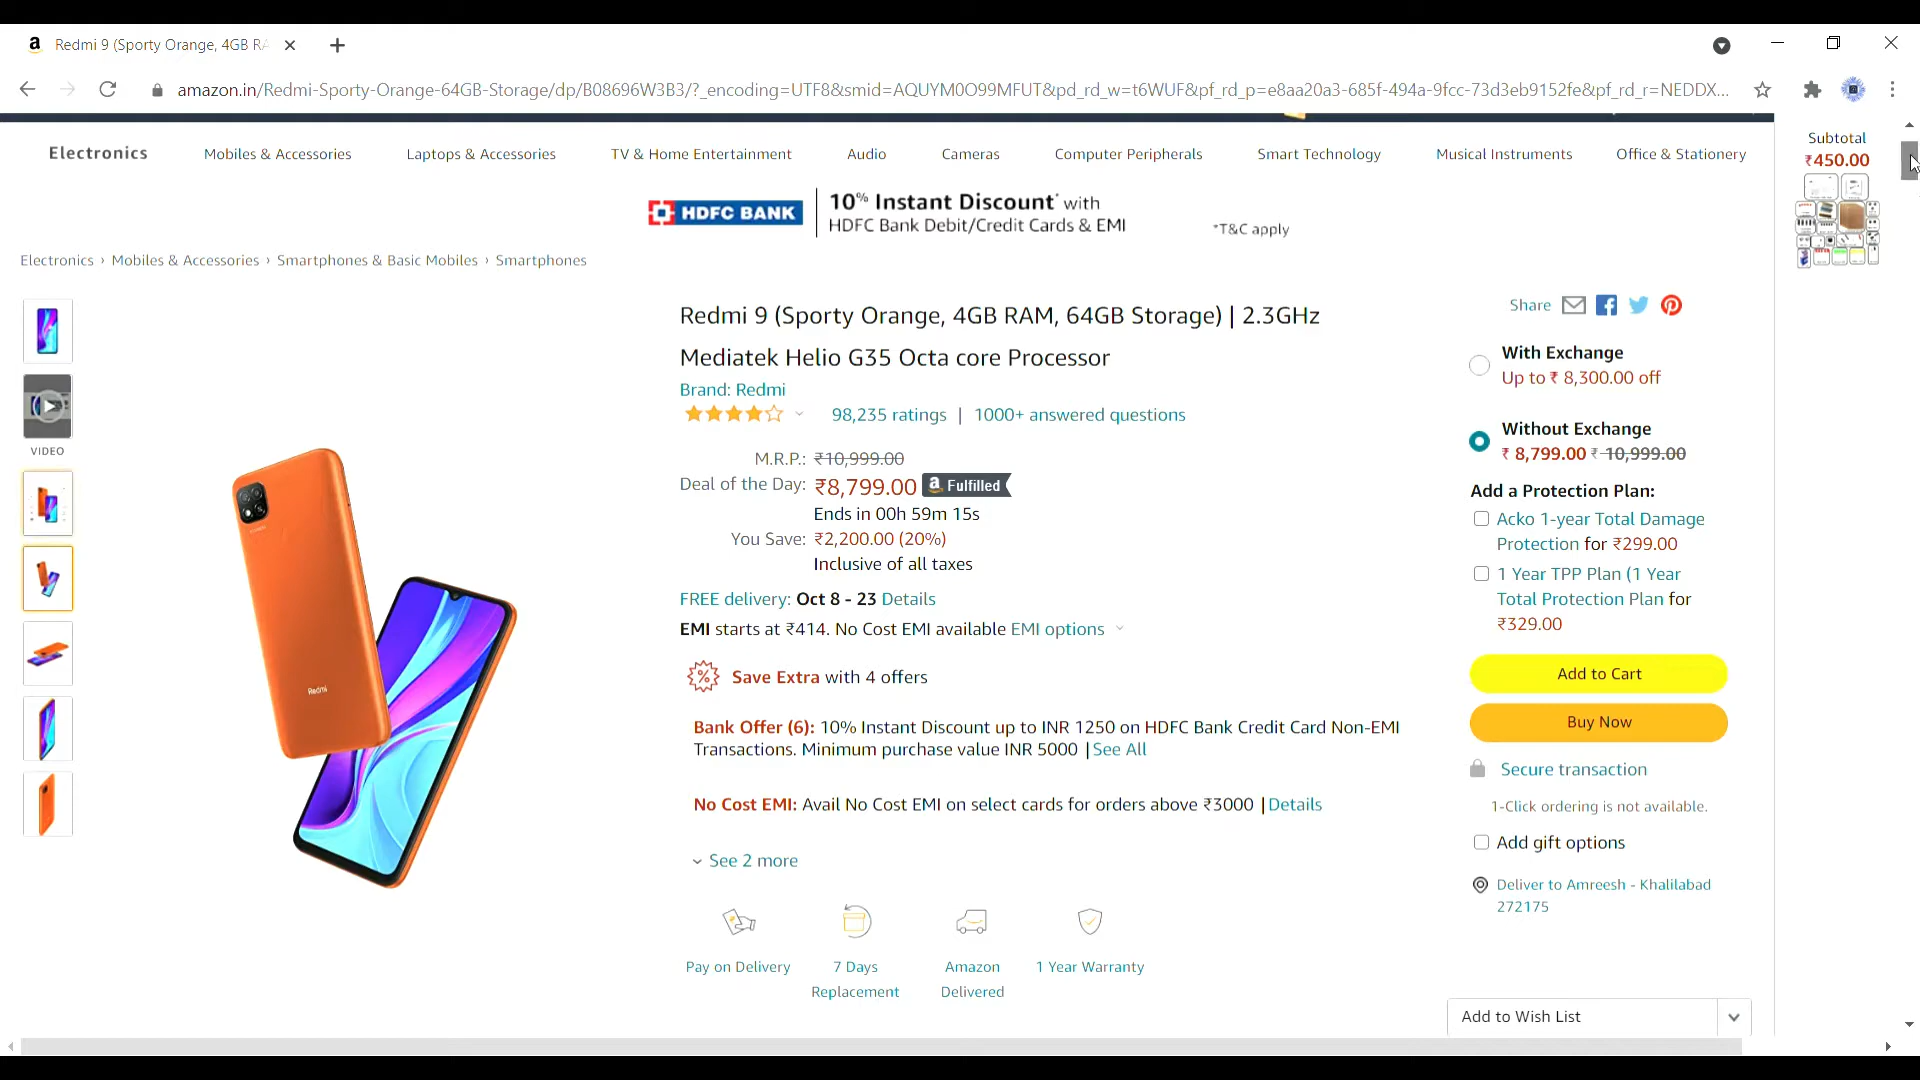 Redmi 9 (Sporty Orange, 4GB RA
amazon.in/Redmi-Sporty-Orange-64GB-Storage/dp/B08696W3B3/?_encoding=UTF8&smid=AQUYM0O99MFUT&pd_rd_w=t6WUF&pf_rd_p=e8aa20a3-685f-494a-9fcc-73d3eb9152fe&pf_rd_r=NEDDX...
Electronics Mobiles & Accessories Laptops & Accessories TV & Home Entertainment Audio Cameras Computer Peripherals Smart Technology Musical Instruments Office & Stationery
Subtotal
₹450.00
HDFC BANK
10% Instant Discount* with
HDFC Bank Debit/Credit Cards & EMI
*T&C apply
Electronics › Mobiles & Accessories › Smartphones & Basic Mobiles › Smartphones
VIDEO
Redmi
Redmi 9 (Sporty Orange, 4GB RAM, 64GB Storage) | 2.3GHz
Mediatek Helio G35 Octa core Processor
Brand: Redmi
98,235 ratings | 1000+ answered questions
M.R.P.: ₹10,999.00
Deal of the Day: ₹8,799.00 a Fulfilled
Ends in 00h 59m 15s
You Save: ₹2,200.00 (20%)
Inclusive of all taxes
FREE delivery: Oct 8 - 23 Details
EMI starts at ₹414. No Cost EMI available EMI options
Save Extra with 4 offers
Bank Offer (6): 10% Instant Discount up to INR 1250 on HDFC Bank Credit Card Non-EMI
Transactions. Minimum purchase value INR 5000 | See All
No Cost EMI: Avail No Cost EMI on select cards for orders above ₹3000 | Details
See 2 more
Pay on Delivery
7 Days
Replacement
Amazon
Delivered
1 Year Warranty
Share
With Exchange
Up to ₹ 8,300.00 off
Without Exchange
₹ 8,799.00 ₹ 10,999.00
Add a Protection Plan:
Acko 1-year Total Damage
Protection for ₹299.00
1 Year TPP Plan (1 Year
Total Protection Plan for
₹329.00
Add to Cart
Buy Now
Secure transaction
1-Click ordering is not available.
Add gift options
Deliver to Amreesh - Khalilabad
272175
Add to Wish List